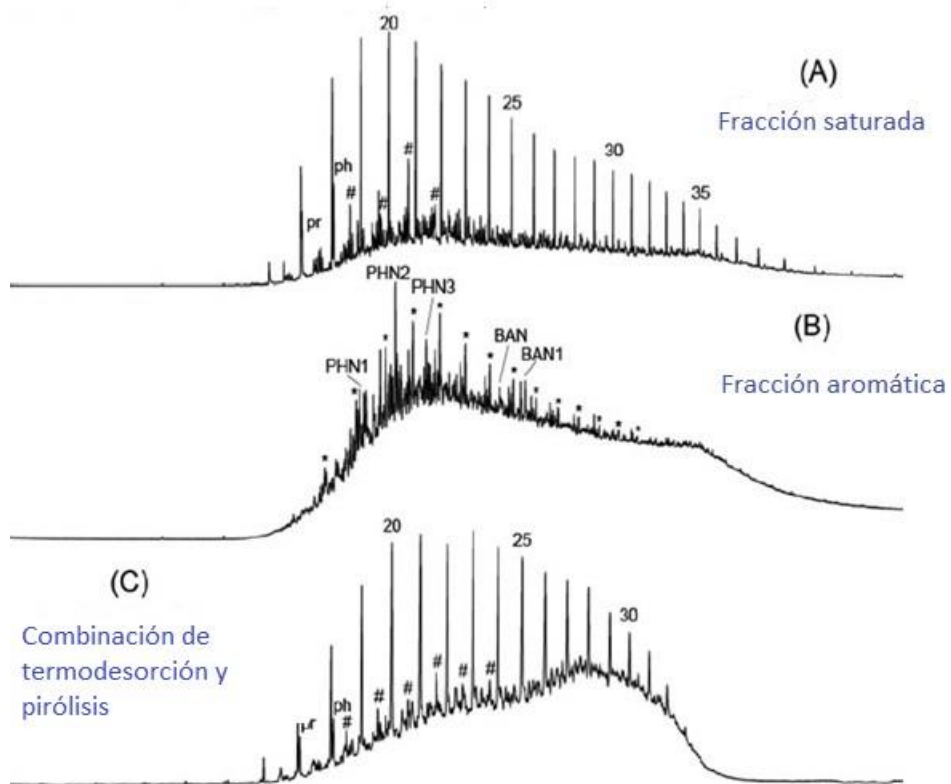 20
(A)
Fracción saturada
25
30
35
ph
pr
#
#
#
#
(B)
Fracción aromática
PHN2
PHN3
BAN
BAN1
PHN1
*
*
*
*
*
*
*
*
*
*
*
*
*
(C)
Combinación de
termodesorción y
pirólisis
20
25
30
ph
#
#
#
#
#
#